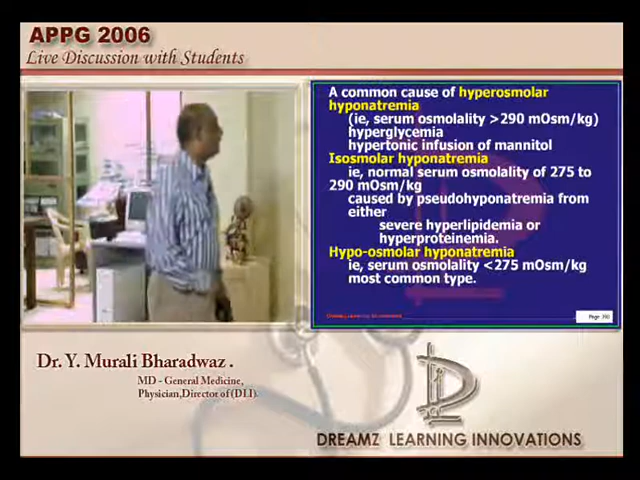 APPG 2006
Live Discussion with Students
A common cause of hyperosmolar
hyponatremia
(ie, serum osmolality >290 mOsm/kg)
hyperglycemia
hypertonic infusion of mannitol
Isosmolar hyponatremia
ie, normal serum osmolality of 275 to
290 mOsm/kg
caused by pseudohyponatremia from
either
severe hyperlipidemia or
hyperproteinemia.
Hypo-osmolar hyponatremia
ie, serum osmolality <275 mOsm/kg
most common type.
Dr. Y. Murali Bharadwaz .
MD - General Medicine,
Physician,Director of (DLI)
DREAMZ LEARNING INNOVATIONS